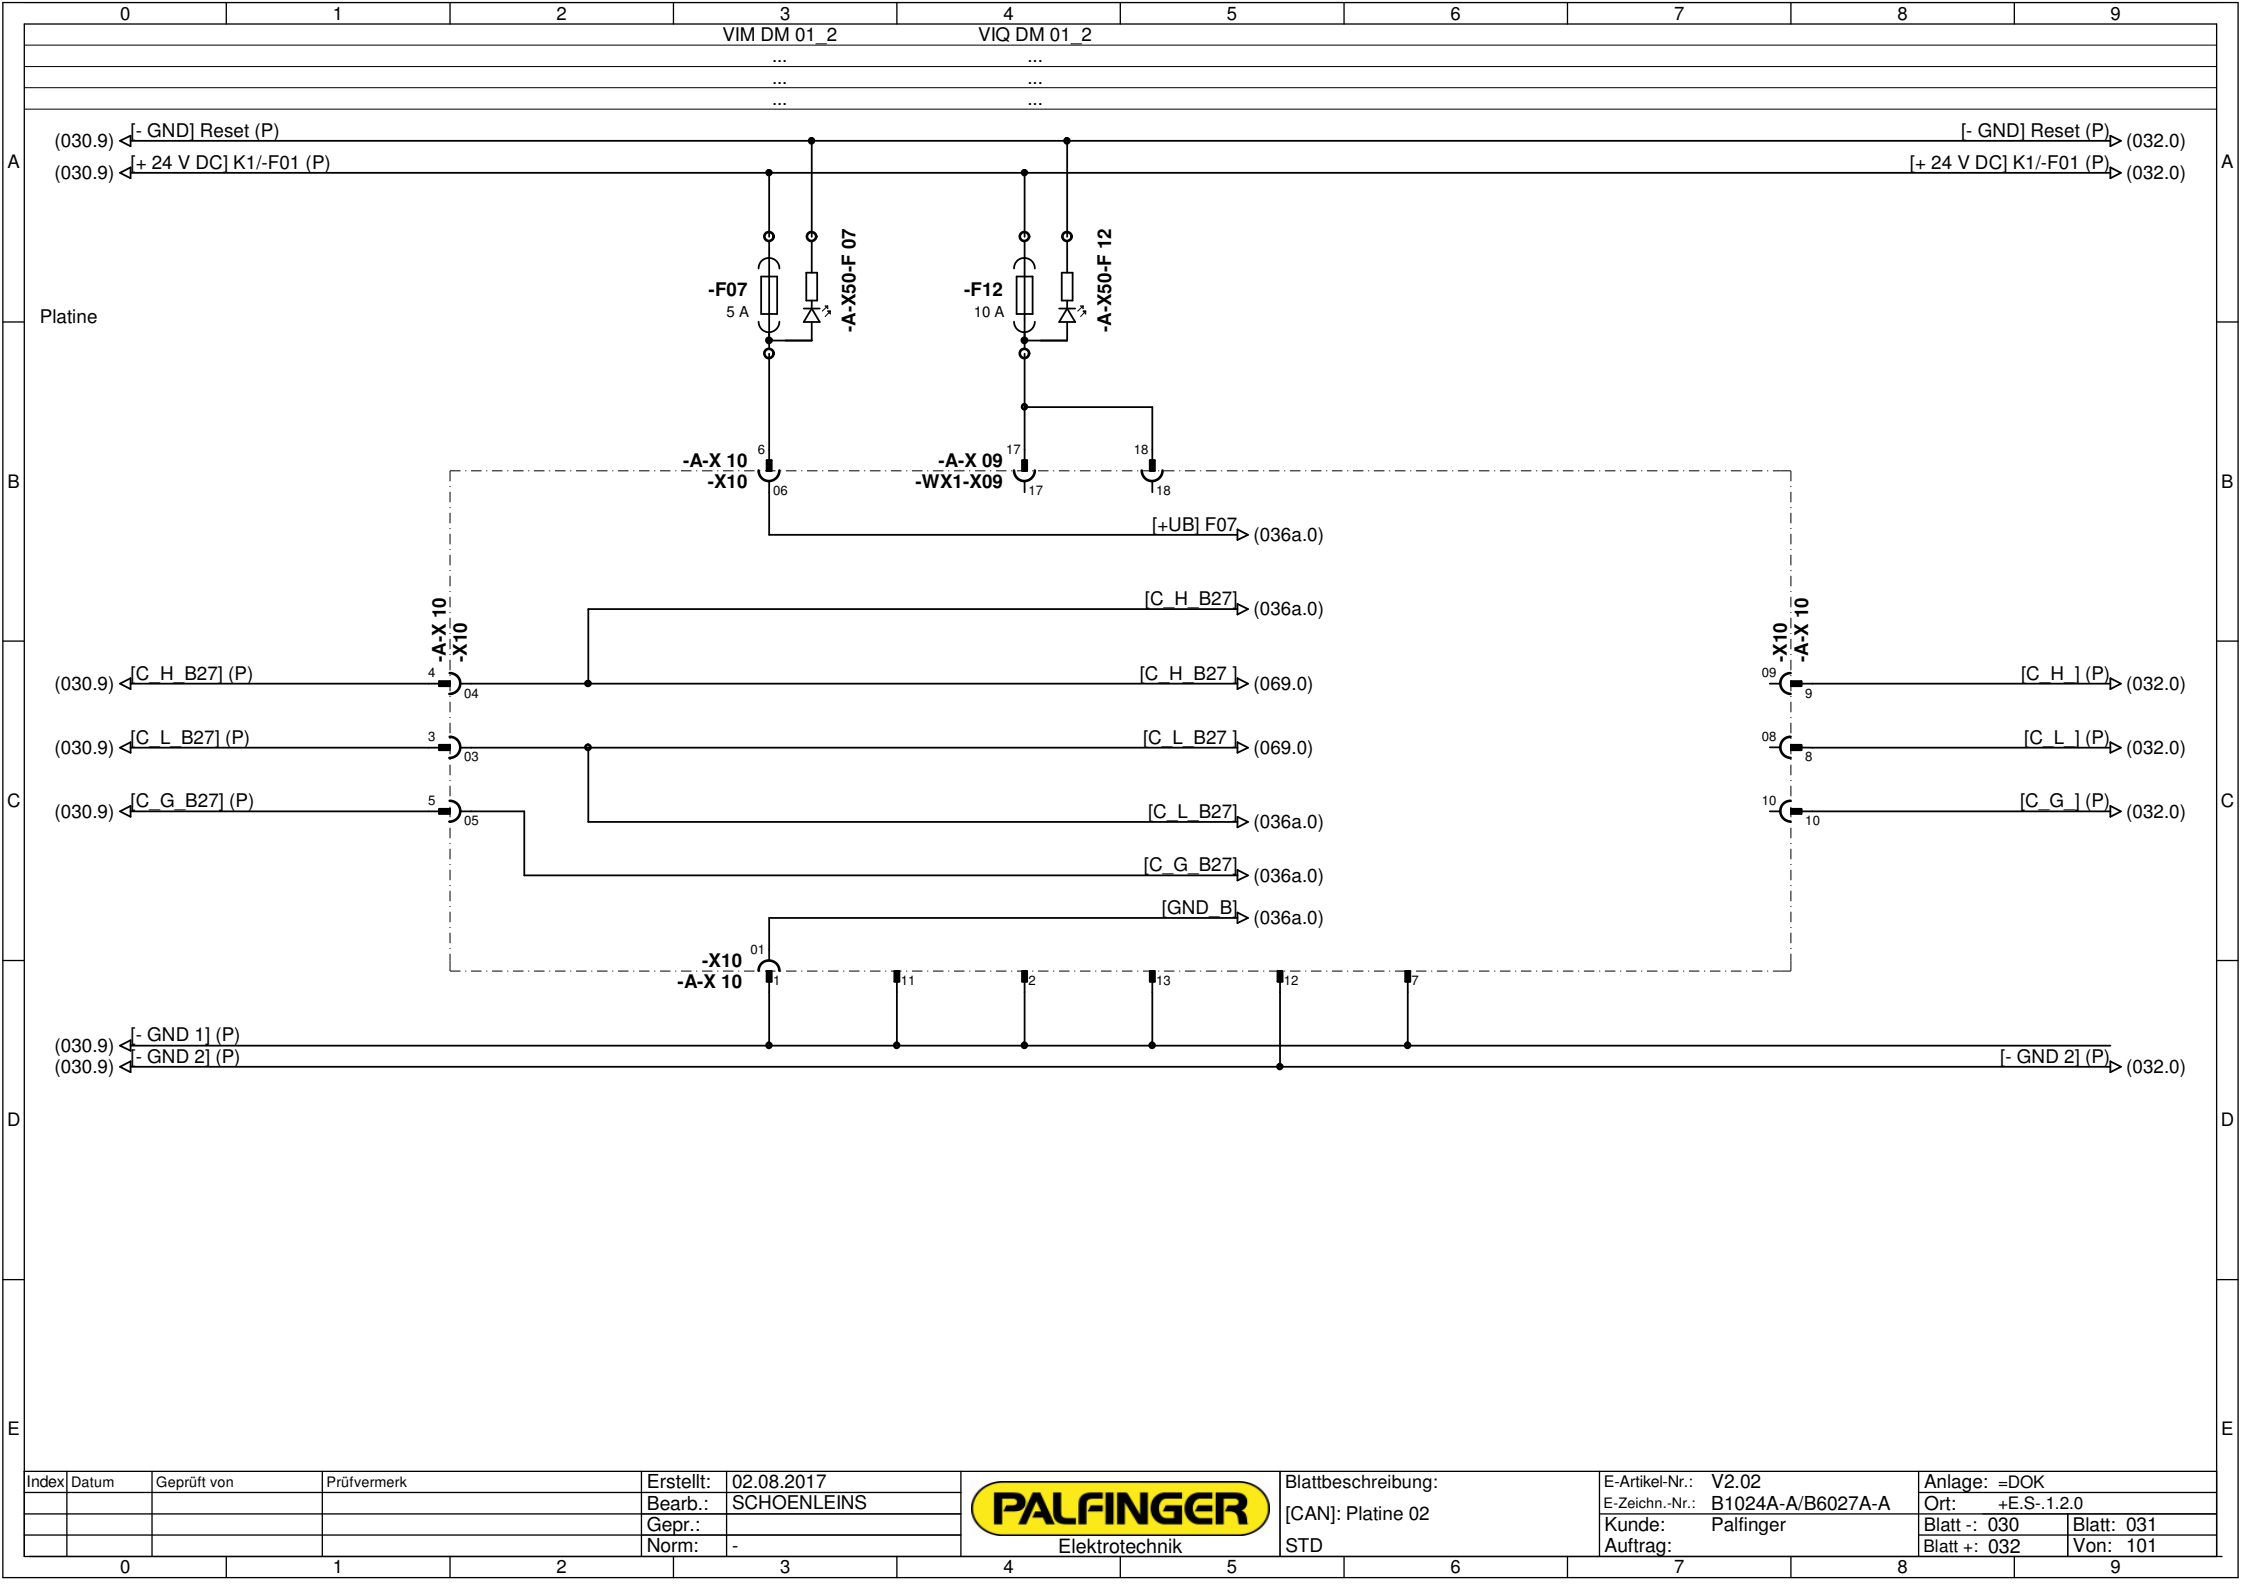 0 1 2 3 4 5 6 7 8 9
VIM DM 01_2 VIQ DM 01_2
... ...
... ...
... ...
(030.9) [- GND] Reset (P) [- GND] Reset (P) (032.0)
A (030.9) [+ 24 V DC] K1/-F01 (P) [+ 24 V DC] K1/-F01 (P) (032.0) A
-F07 5 A -A-X50-F 07
-F12 10 A -A-X50-F 12
Platine
6 17 18
-A-X 10 -A-X 09
B -X10 06 -WX1-X09 17 18 B
[+UB] F07 (036a.0)
[C_H_B27] (036a.0)
-A-X 10 -X10 -X10 -A-X 10
(030.9) [C_H_B27] (P) 4 04 [C_H_B27 ] (069.0) 09 9 [C_H_] (P) (032.0)
(030.9) [C_L_B27] (P) 3 03 [C_L_B27 ] (069.0) 08 8 [C_L_] (P) (032.0)
C (030.9) [C_G_B27] (P) 5 05 10 10 [C_G_] (P) (032.0) C
[C_L_B27] (036a.0)
[C_G_B27] (036a.0)
[GND_B] (036a.0)
-X10 01
-A-X 10 1 11 2 13 12 7
(030.9) [- GND 1] (P)
(030.9) [- GND 2] (P) [- GND 2] (P) (032.0)
D D
E E
Index Datum Geprüft von Prüfvermerk
Erstellt: 02.08.2017
Bearb.: SCHOENLEINS
Gepr.:
Norm: -
PALFINGER
Elektrotechnik
Blattbeschreibung:
[CAN]: Platine 02
STD
E-Artikel-Nr.: V2.02
E-Zeichn.-Nr.: B1024A-A/B6027A-A
Kunde: Palfinger
Auftrag:
Anlage: =DOK
Ort: +E.S-.1.2.0
Blatt -: 030 Blatt: 031
Blatt +: 032 Von: 101
0 1 2 3 4 5 6 7 8 9